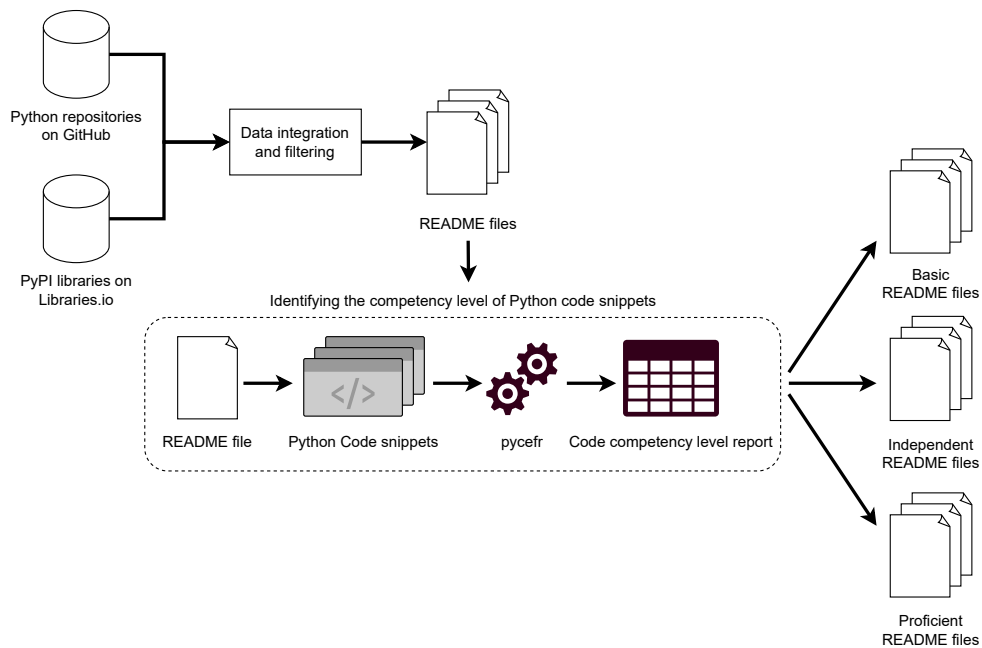 Python repositories
on GitHub
Data integration
and filtering
PyPI libraries on
Libraries.io
README files
Identifying the competency level of Python code snippets
</>
README file
Python Code snippets
pycefr
Code competency level report
Basic
README files
Independent
README files
Proficient
README files